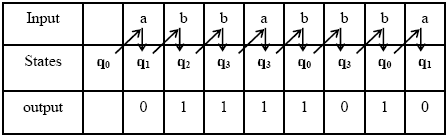 Input a b b a b b b a
States q0 q1 q2 q3 q3 q0 q3 q0 q1
output 0 1 1 1 1 0 1 0